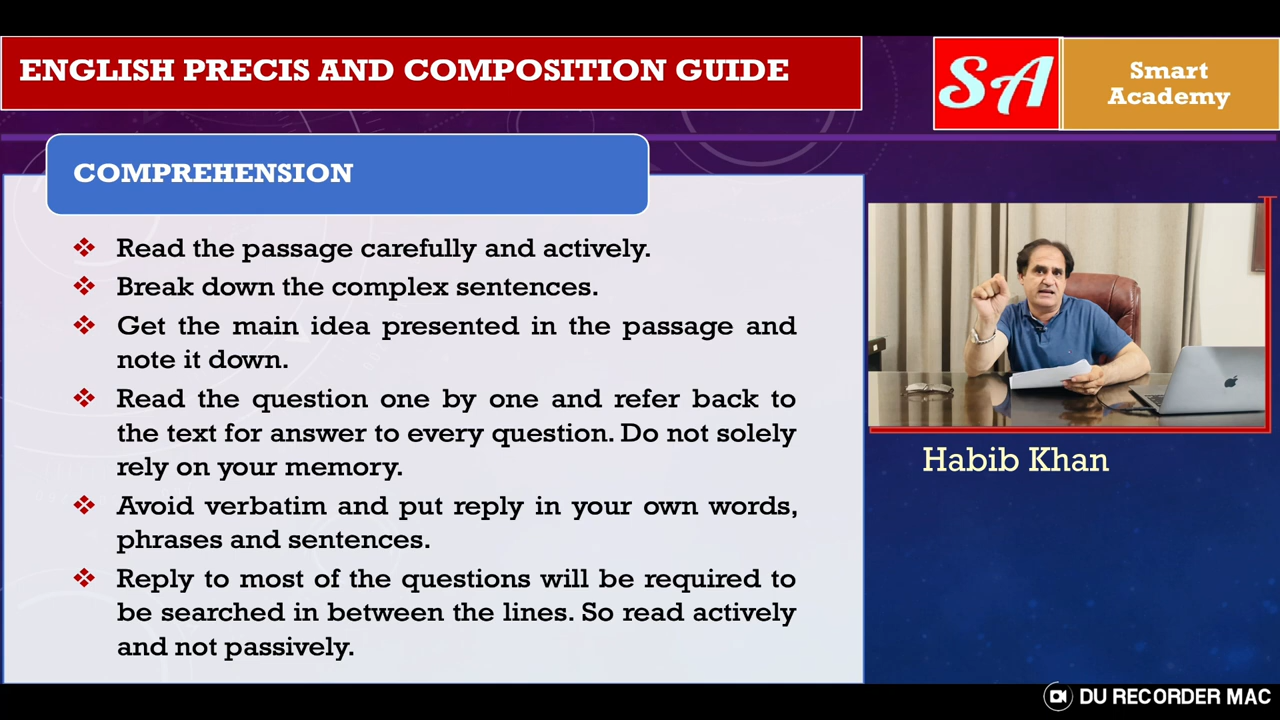 ENGLISH PRECIS AND COMPOSITION GUIDE
SA
Smart
Academy
COMPREHENSION
❖ Read the passage carefully and actively.
❖ Break down the complex sentences.
❖ Get the main idea presented in the passage and
note it down.
❖ Read the question one by one and refer back to
the text for answer to every question. Do not solely
rely on your memory.
❖ Avoid verbatim and put reply in your own words,
phrases and sentences.
❖ Reply to most of the questions will be required to
be searched in between the lines. So read actively
and not passively.
Habib Khan
DU RECORDER MAC